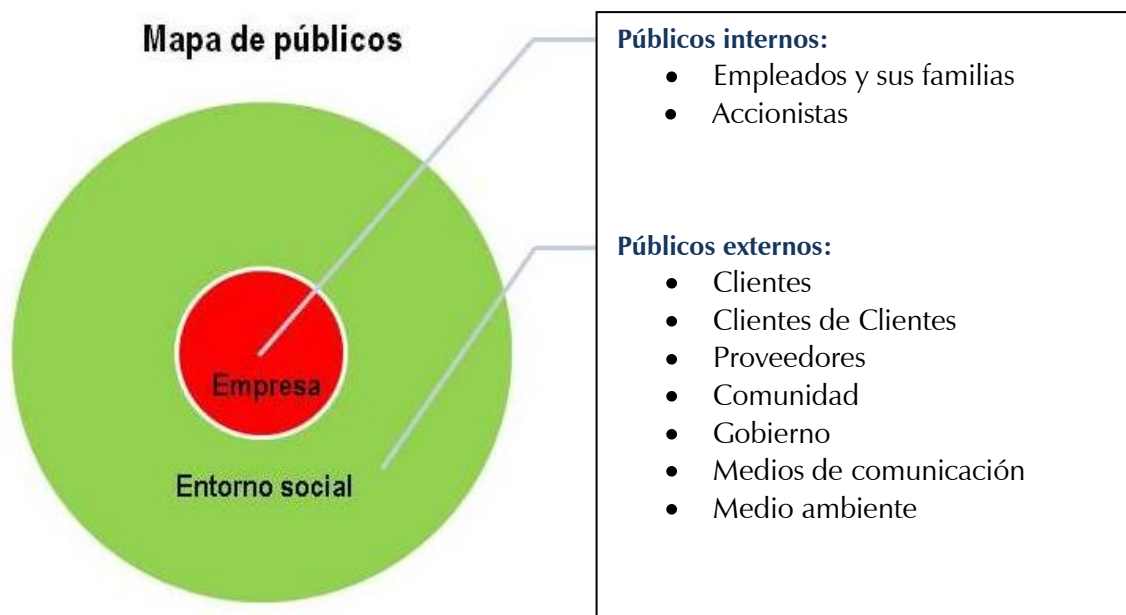 Mapa de públicos
Empresa
Entorno social
Públicos internos:
• Empleados y sus familias
• Accionistas
Públicos externos:
• Clientes
• Clientes de Clientes
• Proveedores
• Comunidad
• Gobierno
• Medios de comunicación
• Medio ambiente